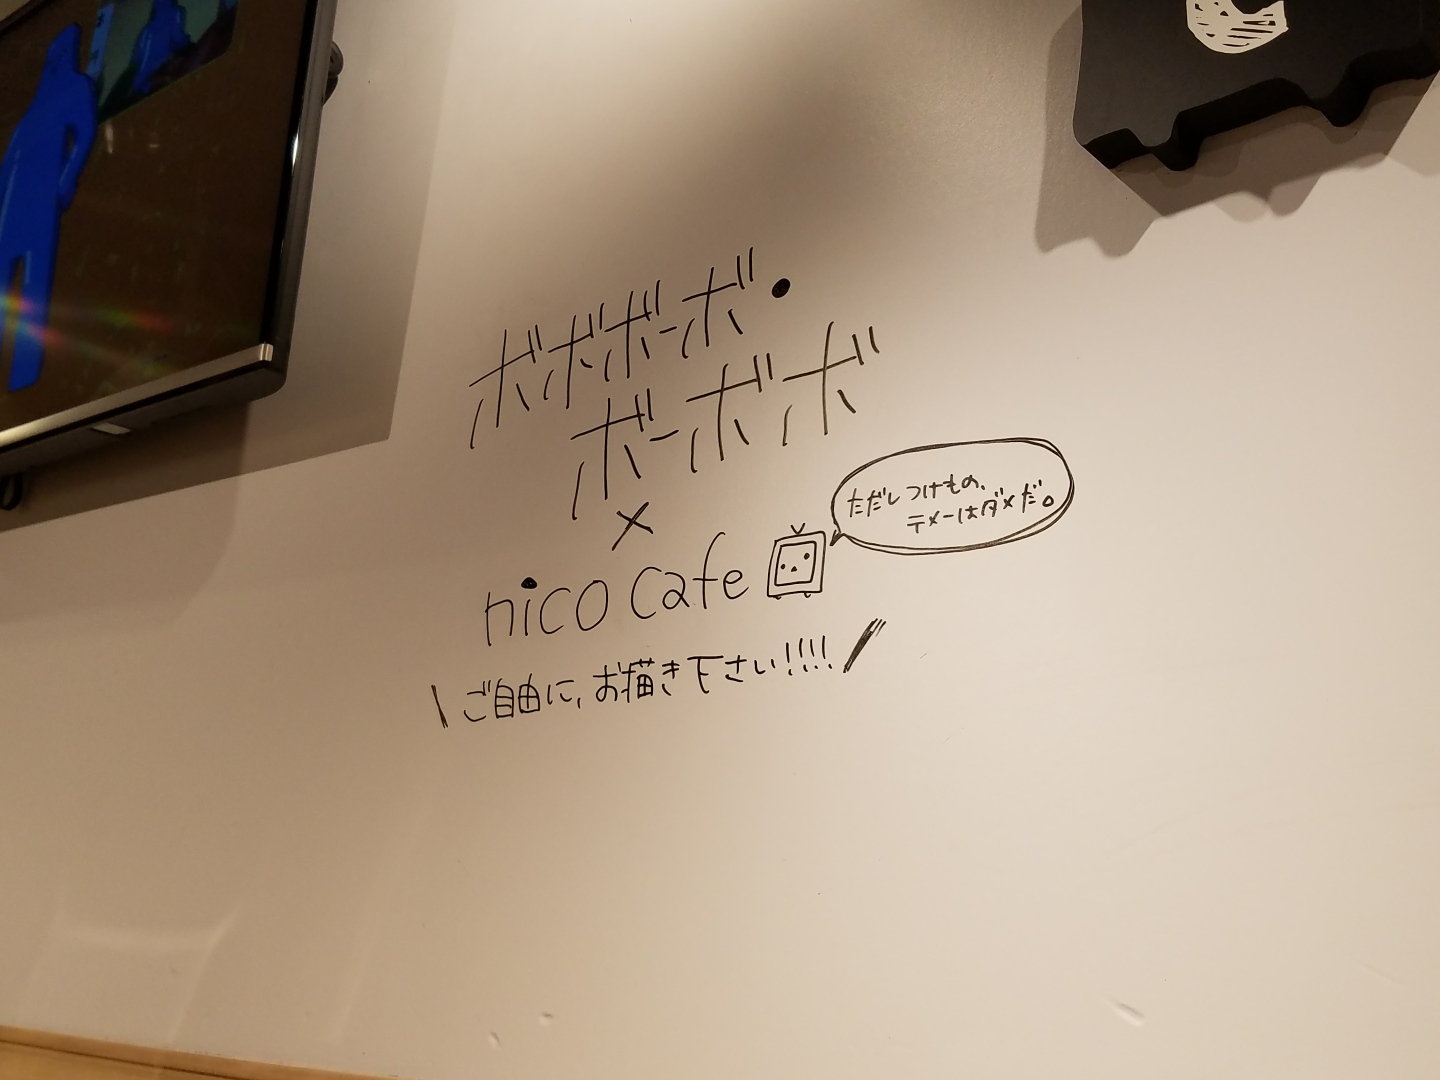 ボボボーボ・
ボーボボ
×
nico cafe
ただしつけもの、
テメーはダメだ。
\ご自由に、お描き下さい!!!!/